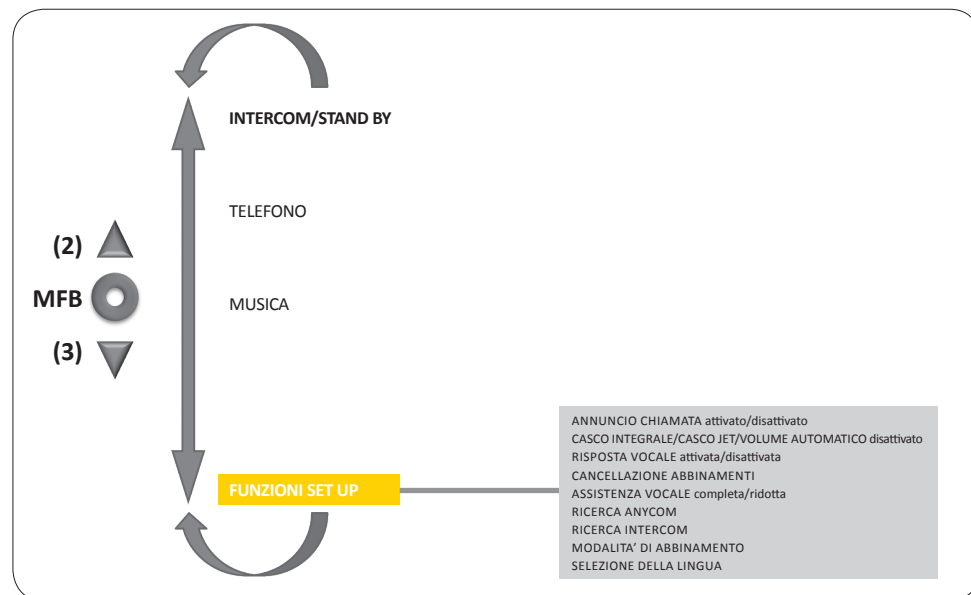 INTERCOM/STAND BY
TELEFONO
(2)
MFB
MUSICA
(3)
FUNZIONI SET UP
ANNUNCIO CHIAMATA attivato/disattivato
CASCO INTEGRALE/CASCO JET/VOLUME AUTOMATICO disattivato
RISPOSTA VOCALE attivata/disattivata
CANCELLAZIONE ABBINAMENTI
ASSISTENZA VOCALE completa/ridotta
RICERCA ANYCOM
RICERCA INTERCOM
MODALITA’ DI ABBINAMENTO
SELEZIONE DELLA LINGUA